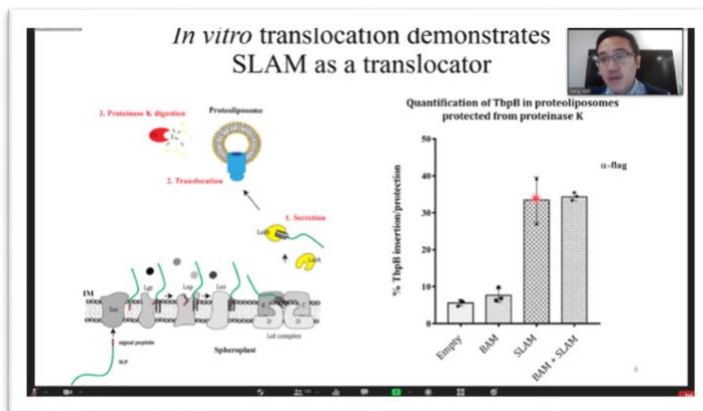 In vitro translocation demonstrates
SLAM as a translocator
3. Proteinase K digestion
Proteoliposome
2. Translocation
1. Secretion
LolA
LolA
IM
Sec
Lgt
Lsp
Lnt
C
D
D
Lol complex
signal peptide
SLP
Spheroplast
Quantification of TbpB in proteoliposomes
protected from proteinase K
α-flag
% TbpB insertion/protection
50
40
30
20
10
0
Empty
BAM
SLAM
BAM + SLAM
6